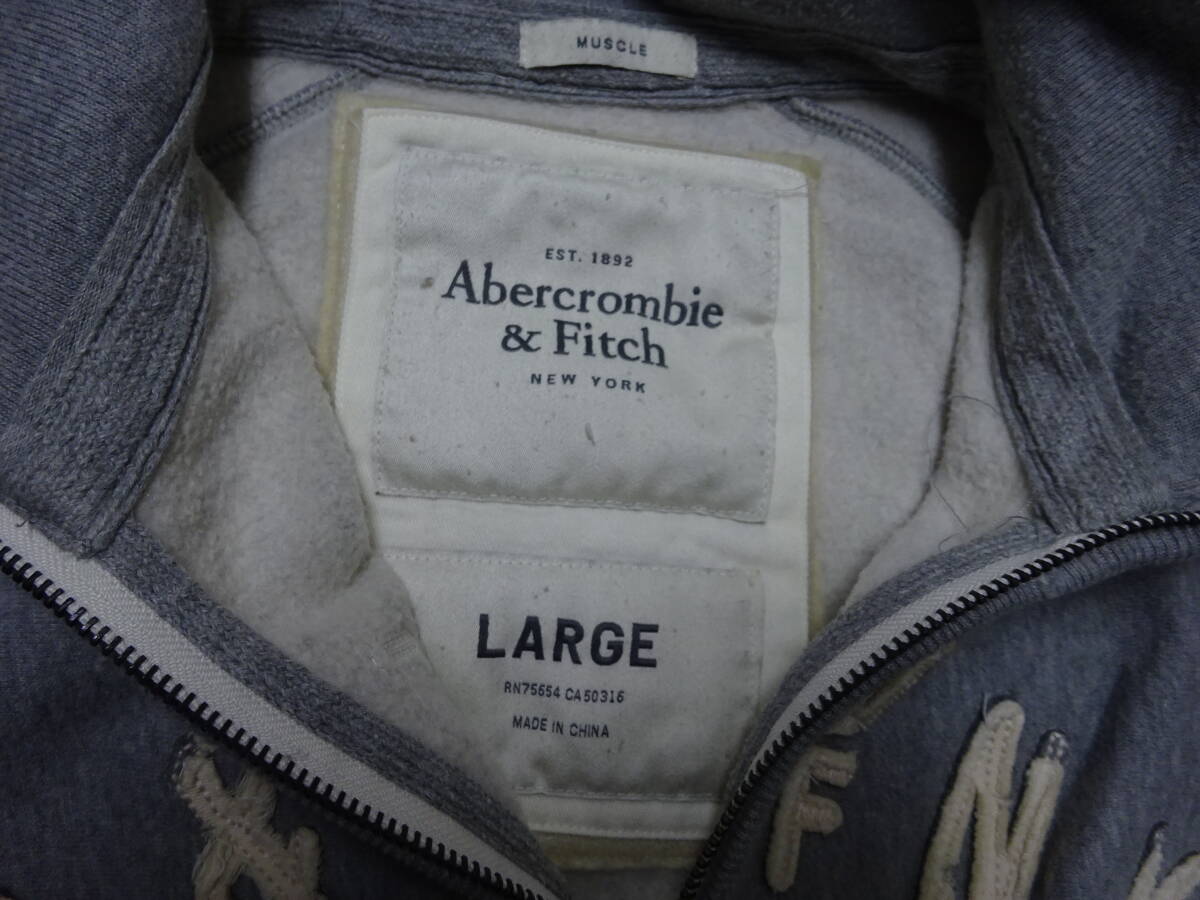 MUSCLE
EST. 1892
Abercrombie
& Fitch
NEW YORK
LARGE
RN75654 CA50316
MADE IN CHINA
F